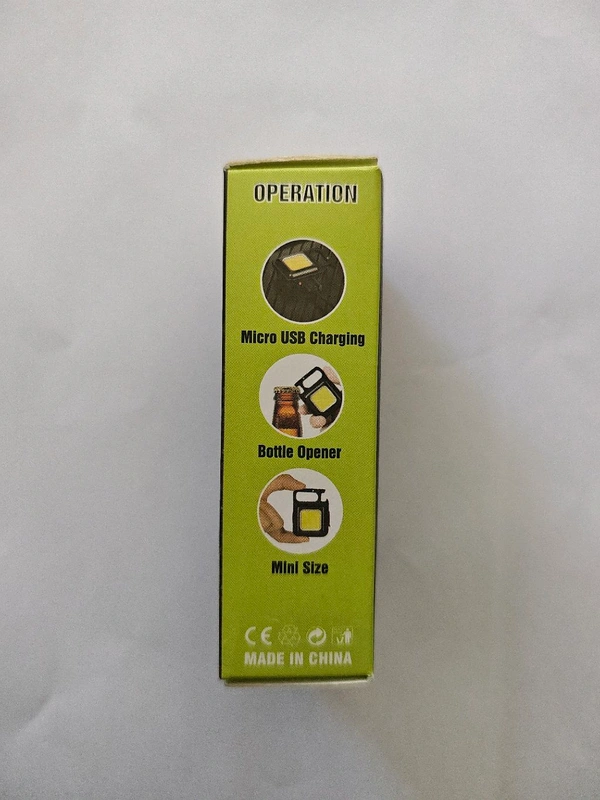 OPERATION
Micro USB Charging
Bottle Opener
Mini Size
CE
MADE IN CHINA